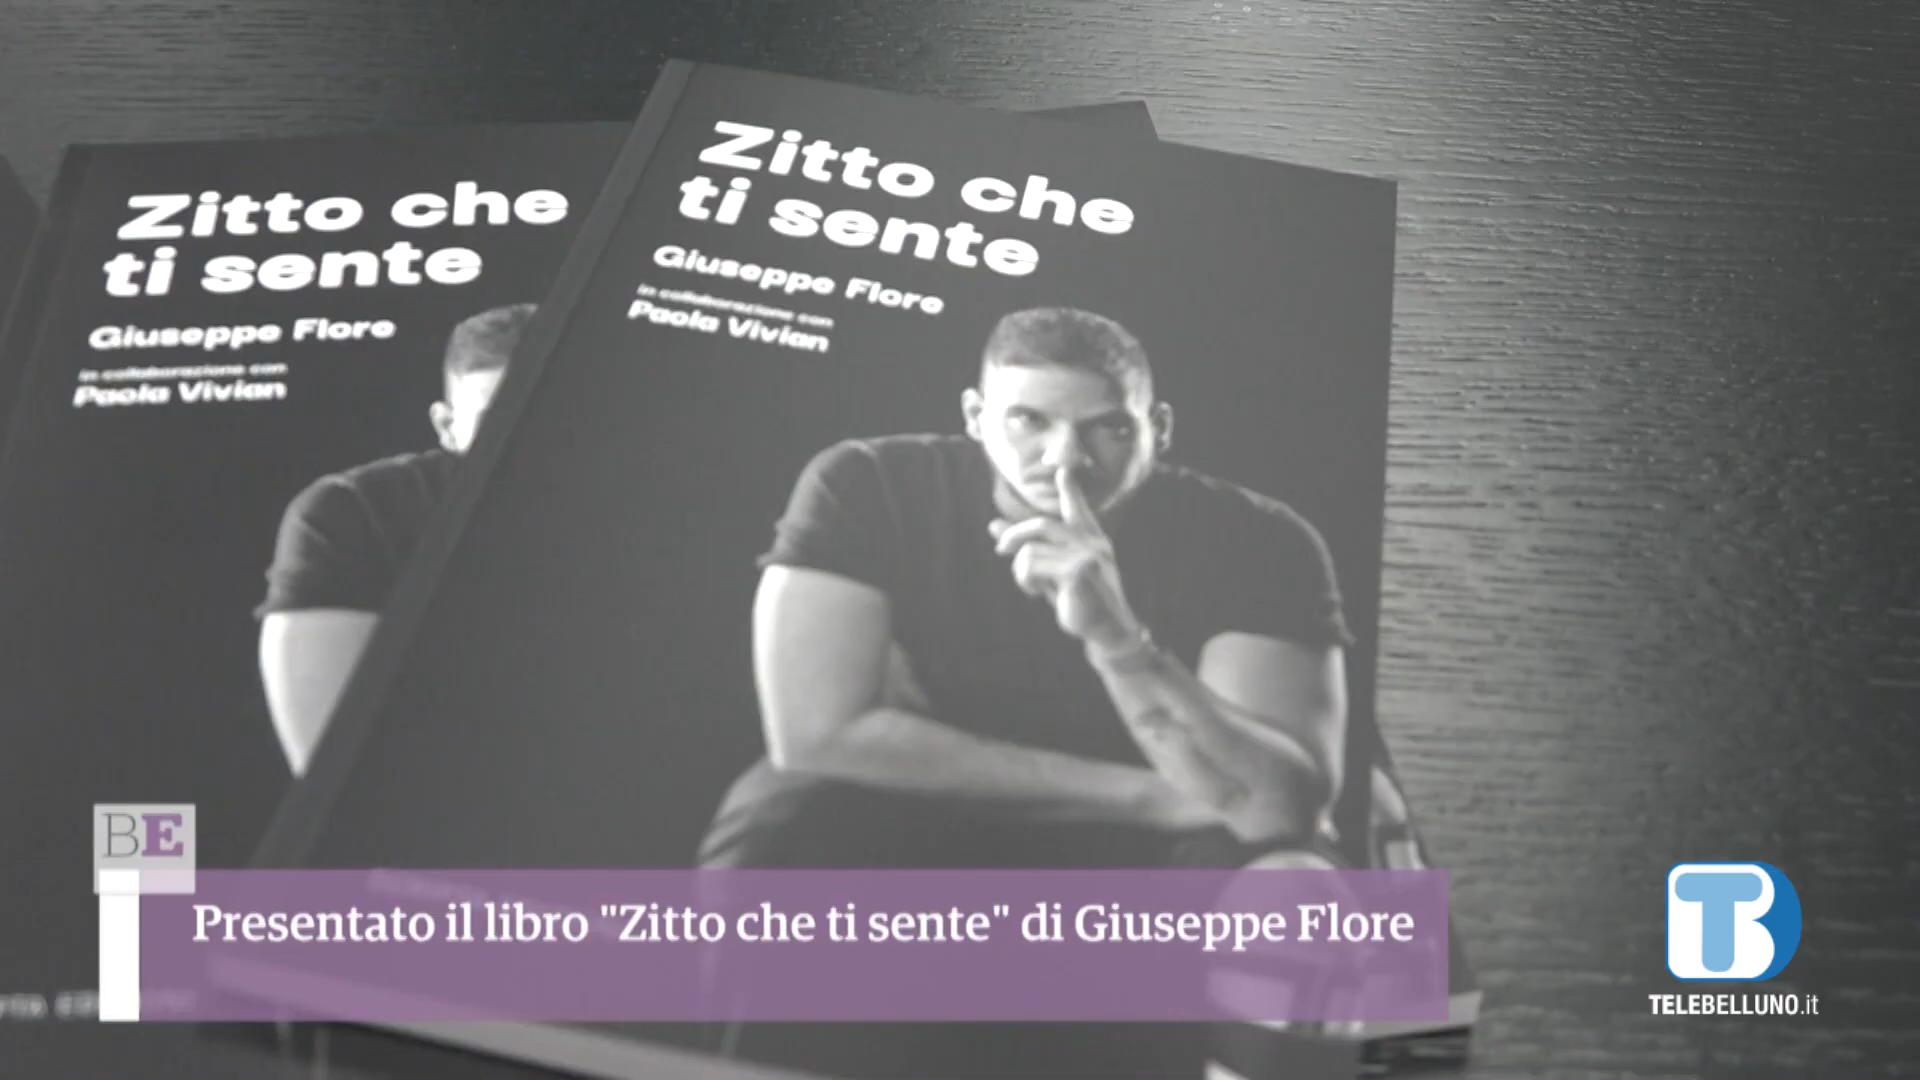 Zitto che
ti sente
Giuseppe Flore
in collaborazione con
Paola Vivian
Zitto che
ti sente
Giuseppe Flore
in collaborazione con
Paola Vivian
BE
Presentato il libro "Zitto che ti sente" di Giuseppe Flore
TB
TELEBELLUNO.it